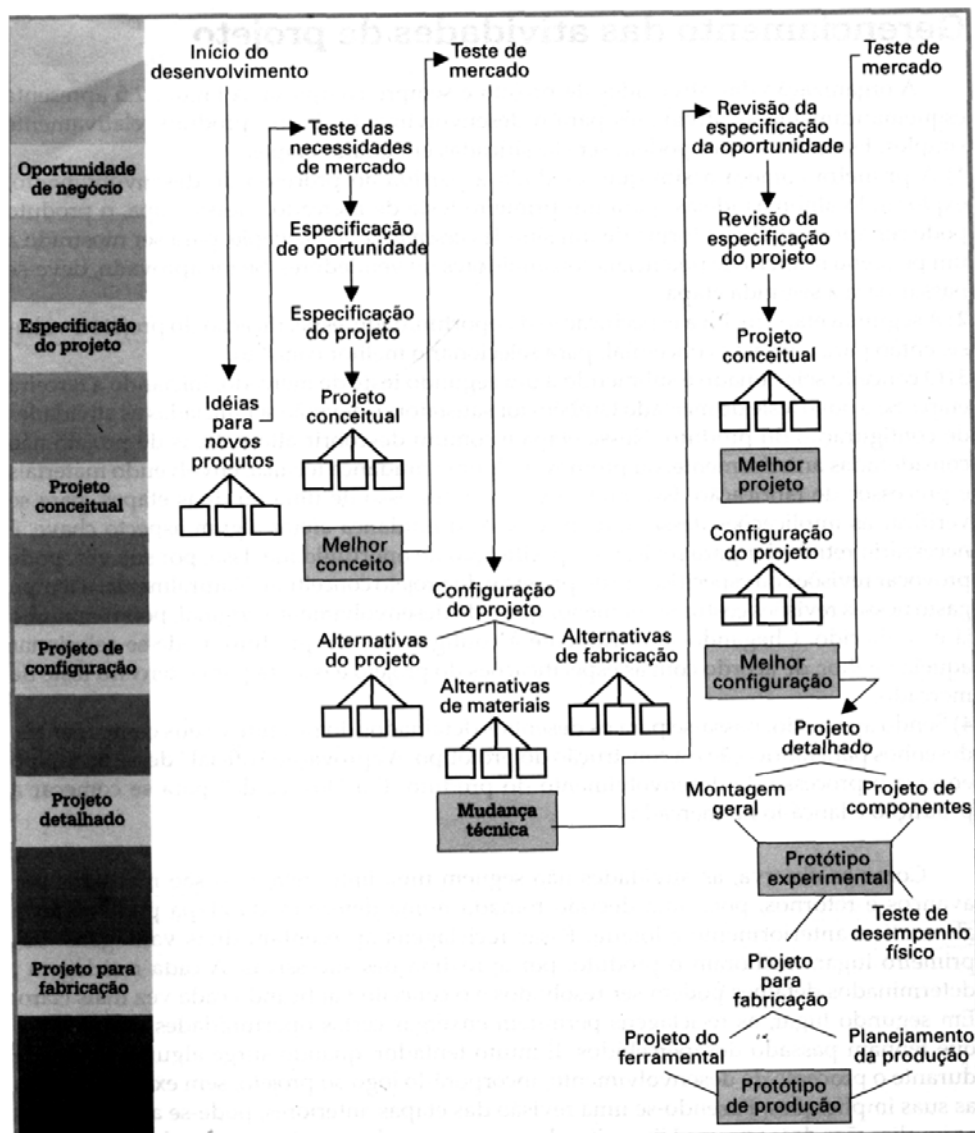 Gerenciamento das atividades de projeto
Oportunidade
de negócio
Especificação
do projeto
Projeto
conceitual
Projeto de
configuração
Projeto
detalhado
Projeto para
fabricação
Início do
desenvolvimento
Idéias
para
novos
produtos
Teste das
necessidades
de mercado
Especificação
de oportunidade
Especificação
do projeto
Projeto
conceitual
Melhor
conceito
Teste de
mercado
Configuração
do projeto
Alternativas
do projeto
Alternativas
de materiais
Alternativas
de fabricação
Mudança
técnica
Revisão da
especificação
da oportunidade
Revisão da
especificação
do projeto
Projeto
conceitual
Melhor
projeto
Configuração
do projeto
Melhor
configuração
Teste de
mercado
Projeto
detalhado
Montagem
geral
Projeto de
componentes
Protótipo
experimental
Teste de
desempenho
físico
Projeto
para
fabricação
Projeto do
ferramental
Planejamento
da produção
Protótipo
de produção